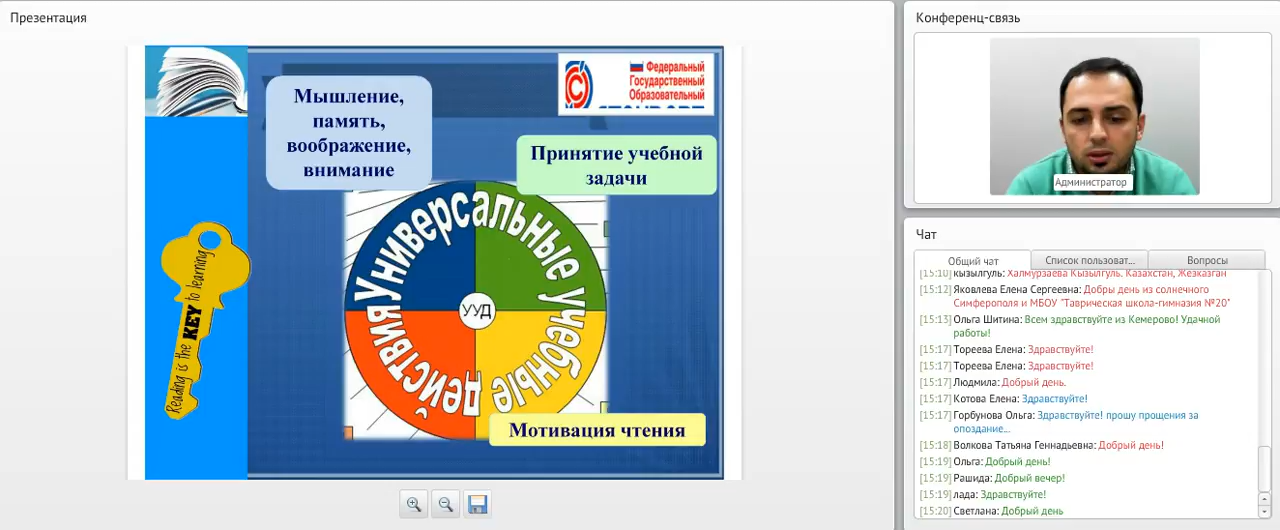 Презентация
Мышление,
память,
воображение,
внимание
Федеральный
Государственный
Образовательный
Принятие учебной
задачи
Универсальные учебные действия
УУД
Reading is the KEY to learning
Мотивация чтения
Конференц-связь
Администратор
Чат
Общий чат
Список пользоват...
Вопросы
[15:10] кызылгуль: Халмурзаева Кызылгуль. Казахстан, Жезказган
[15:12] Яковлева Елена Сергеевна: Добры день из солнечного
Симферополя и МБОУ "Таврическая школа-гимназия №20"
[15:13] Ольга Шитина: Всем здравствуйте из Кемерово! Удачной
работы!
[15:17] Тореева Елена: Здравствуйте!
[15:17] Тореева Елена: Здравствуйте!
[15:17] Людмила: Добрый день.
[15:17] Котова Елена: Здравствуйте!
[15:17] Горбунова Ольга: Здравствуйте! прошу прощения за
опоздание...
[15:18] Волкова Татьяна Геннадьевна: Добрый день!
[15:19] Ольга: Добрый день!
[15:19] Рашида: Добрый вечер!
[15:19] лада: Здравствуйте!
[15:20] Светлана: Добрый день